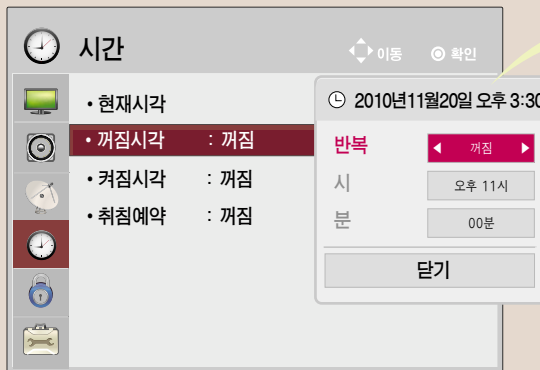 시간
이동 확인
• 현재시각
• 꺼짐시각 : 꺼짐
• 켜짐시각 : 꺼짐
• 취침예약 : 꺼짐
2010년11월20일 오후 3:30
반복 꺼짐
시 오후 11시
분 00분
닫기